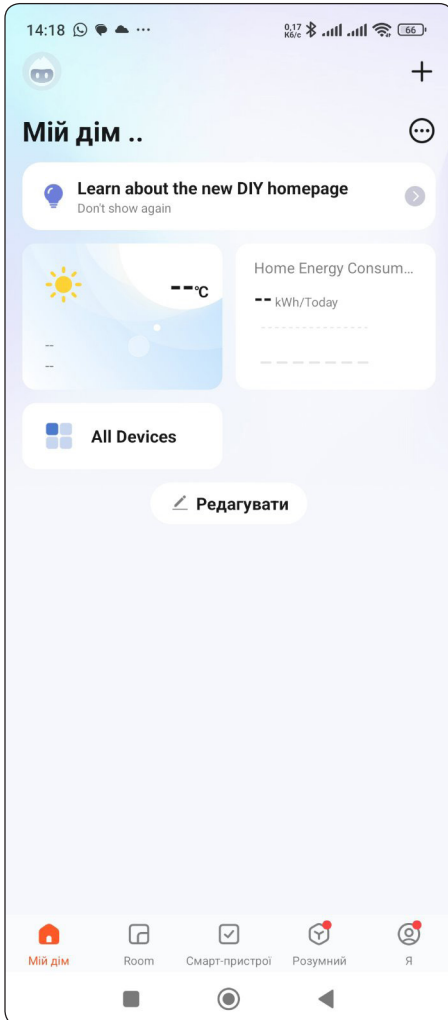 14:18 ...
0,17
Кб/с
66
Мій дім ..
Learn about the new DIY homepage
Don't show again
--°C
--
--
Home Energy Consum...
-- kWh/Today
All Devices
Редагувати
Мій дім
Room
Смарт-пристрої
Розумний
Я